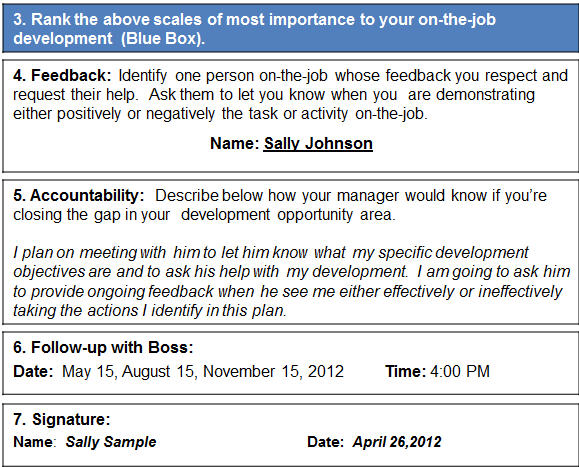 3. Rank the above scales of most importance to your on-the-job
development (Blue Box).
4. Feedback: Identify one person on-the-job whose feedback you respect and
request their help. Ask them to let you know when you are demonstrating
either positively or negatively the task or activity on-the-job.
Name: Sally Johnson
5. Accountability: Describe below how your manager would know if you're
closing the gap in your development opportunity area.
I plan on meeting with him to let him know what my specific development
objectives are and to ask his help with my development. I am going to ask him
to provide ongoing feedback when he see me either effectively or ineffectively
taking the actions I identify in this plan.
6. Follow-up with Boss:
Date: May 15, August 15, November 15, 2012 Time: 4:00 PM
7. Signature:
Name: Sally Sample Date: April 26,2012